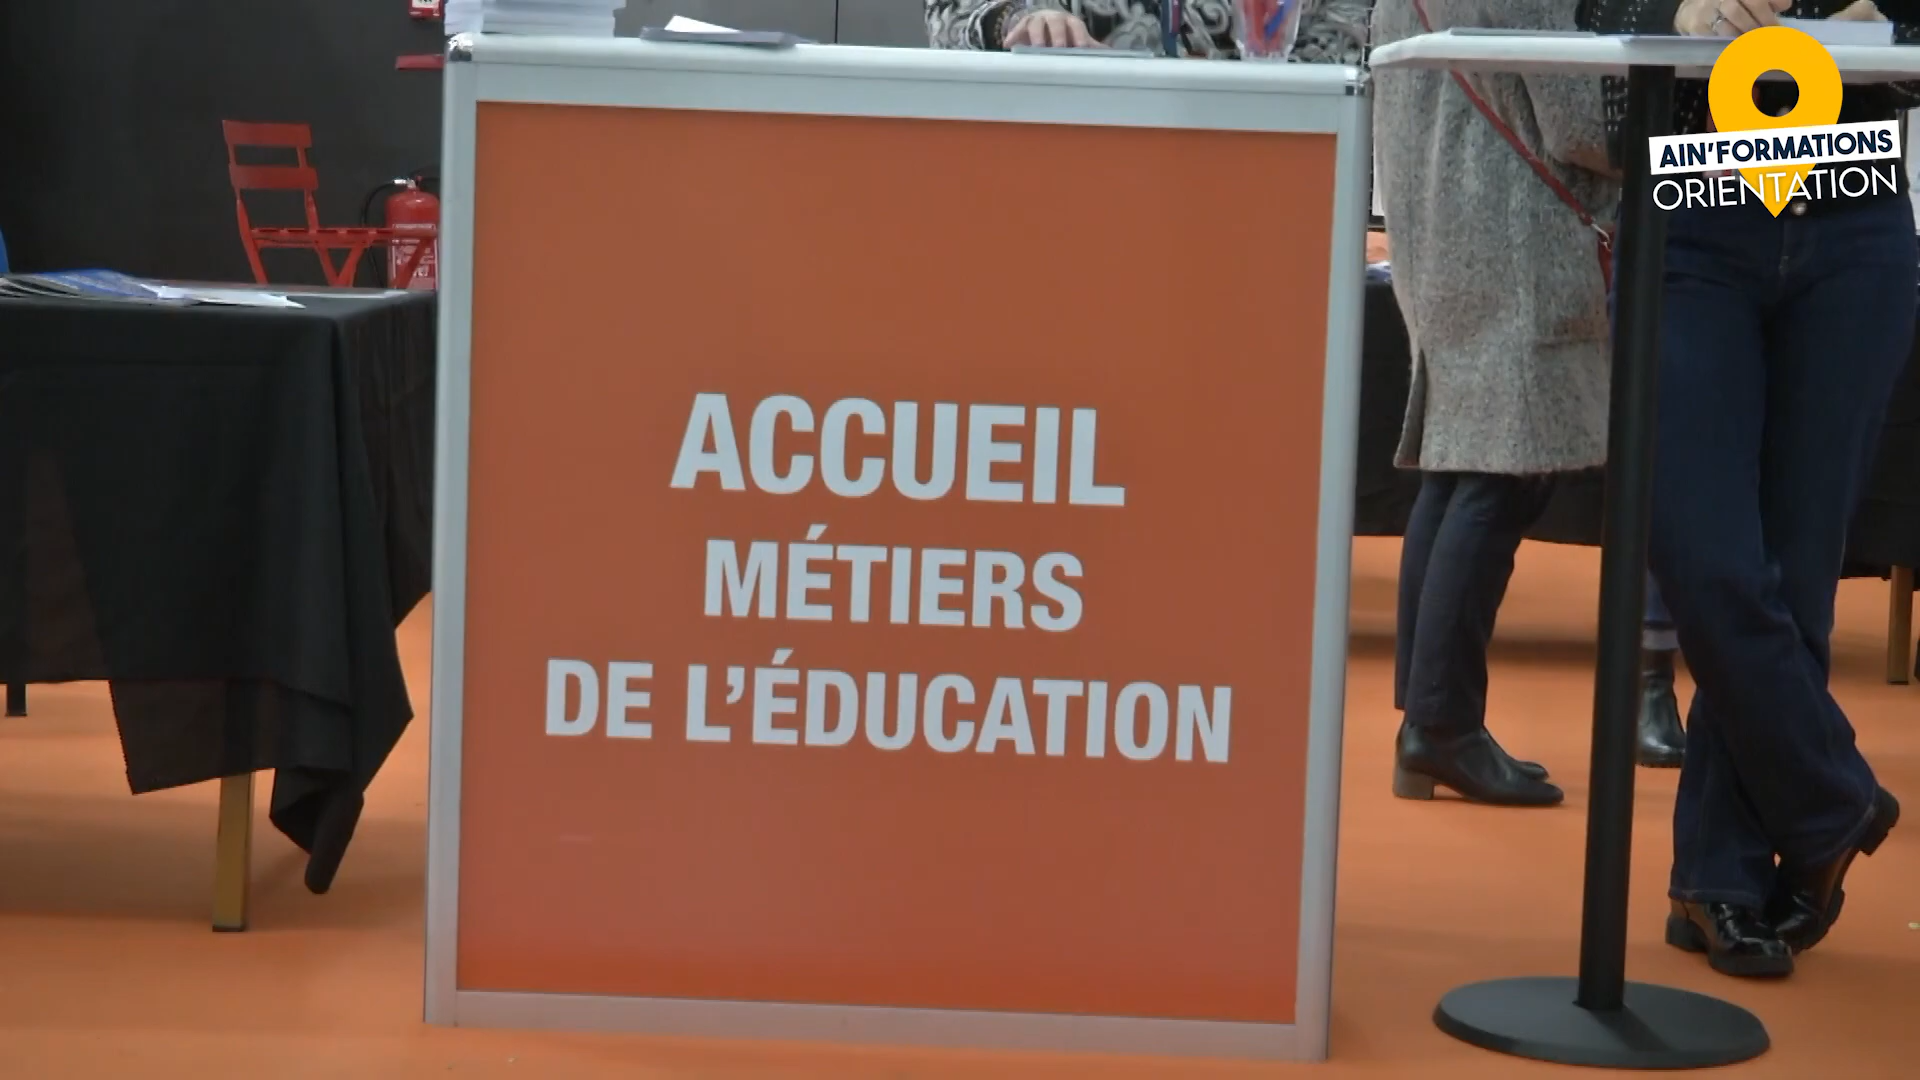 AIN'FORMATIONS
ORIENTATION
ACCUEIL
MÉTIERS
DE L'ÉDUCATION